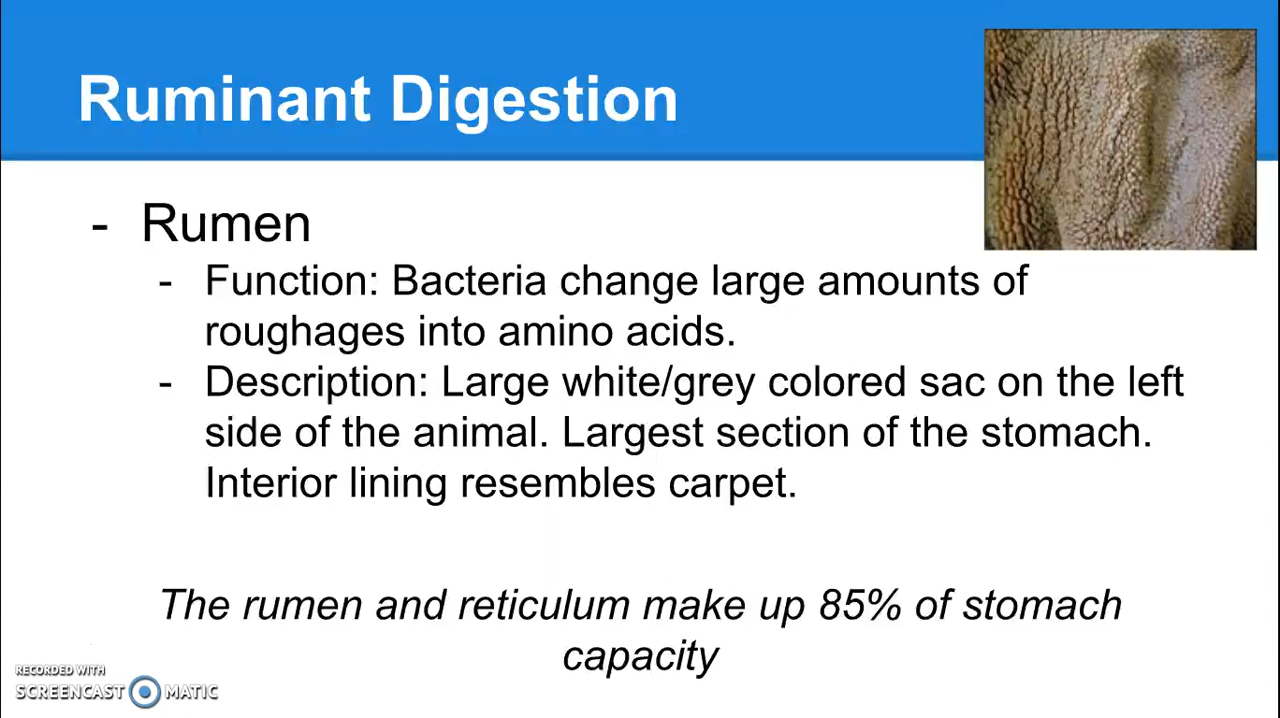 Ruminant Digestion
- Rumen
- Function: Bacteria change large amounts of
roughages into amino acids.
- Description: Large white/grey colored sac on the left
side of the animal. Largest section of the stomach.
Interior lining resembles carpet.
The rumen and reticulum make up 85% of stomach
capacity
RECORDED WITH
SCREENCAST MATIC